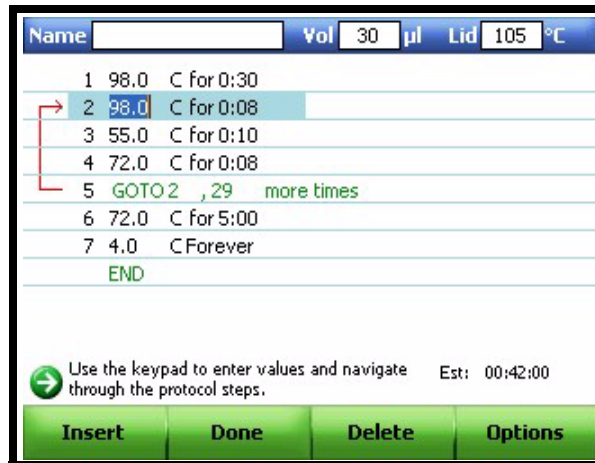 Name Vol 30 µl Lid 105 °C
1 98.0 C for 0:30
2 98.0 C for 0:08
3 55.0 C for 0:10
4 72.0 C for 0:08
5 GOTO 2 , 29 more times
6 72.0 C for 5:00
7 4.0 C Forever
END
Use the keypad to enter values and navigate Est: 00:42:00
through the protocol steps.
Insert Done Delete Options